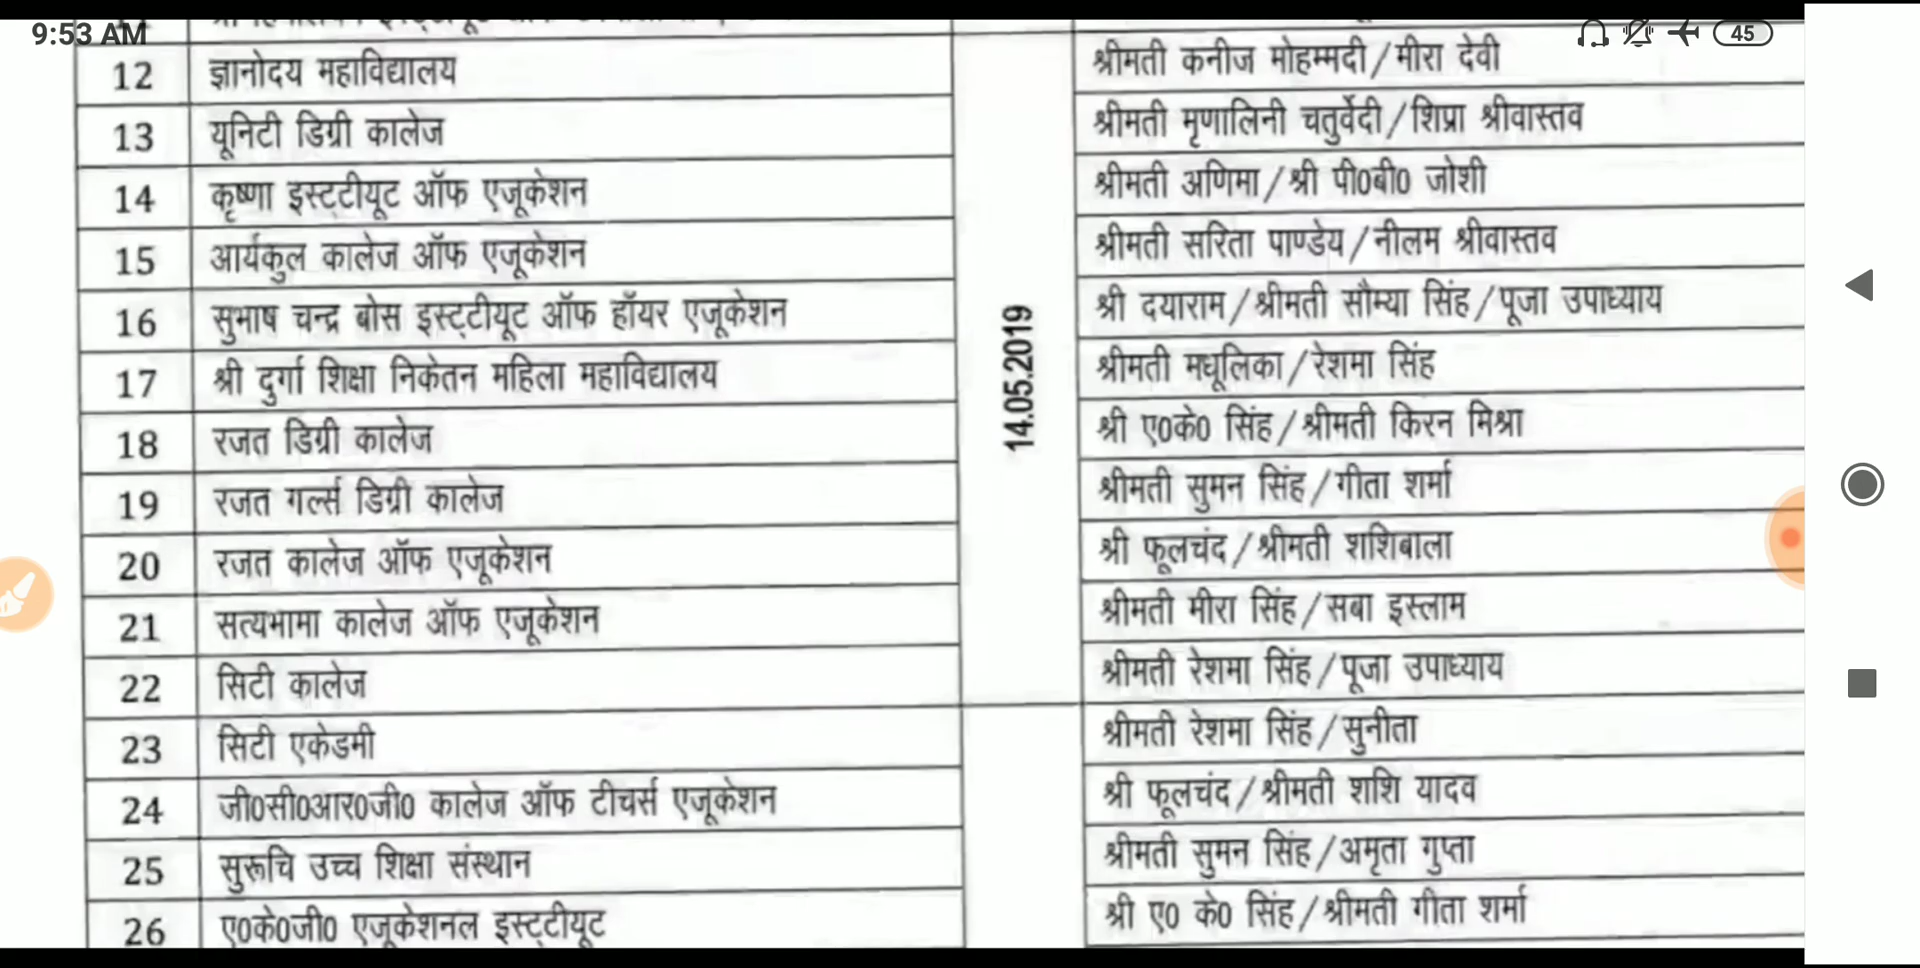 9:53 AM
45
12 ज्ञानोदय महाविद्यालय श्रीमती कनीज मोहम्मदी/मीरा देवी
13 यूनिटी डिग्री कालेज श्रीमती मृणालिनी चतुर्वेदी/शिप्रा श्रीवास्तव
14 कृष्णा इस्ट्टीयूट ऑफ एजूकेशन श्रीमती अणिमा/श्री पी0बी0 जोशी
15 आर्यकुल कालेज ऑफ एजूकेशन श्रीमती सरिता पाण्डेय/नीलम श्रीवास्तव
16 सुभाष चन्द्र बोस इस्ट्टीयूट ऑफ हॉयर एजूकेशन श्री दयाराम/श्रीमती सौम्या सिंह/पूजा उपाध्याय
14.05.2019
17 श्री दुर्गा शिक्षा निकेतन महिला महाविद्यालय श्रीमती मधूलिका/रेशमा सिंह
18 रजत डिग्री कालेज श्री ए0के0 सिंह/श्रीमती किरन मिश्रा
19 रजत गर्ल्स डिग्री कालेज श्रीमती सुमन सिंह/गीता शर्मा
20 रजत कालेज ऑफ एजूकेशन श्री फूलचंद/श्रीमती शशिबाला
21 सत्यभामा कालेज ऑफ एजूकेशन श्रीमती मीरा सिंह/सबा इस्लाम
22 सिटी कालेज श्रीमती रेशमा सिंह/पूजा उपाध्याय
23 सिटी एकेडमी श्रीमती रेशमा सिंह/सुनीता
24 जी0सी0आर0जी0 कालेज ऑफ टीचर्स एजूकेशन श्री फूलचंद/श्रीमती शशि यादव
25 सुरूचि उच्च शिक्षा संस्थान श्रीमती सुमन सिंह/अमृता गुप्ता
26 ए0के0जी0 एजूकेशनल इस्ट्टीयूट श्री ए0 के0 सिंह/श्रीमती गीता शर्मा